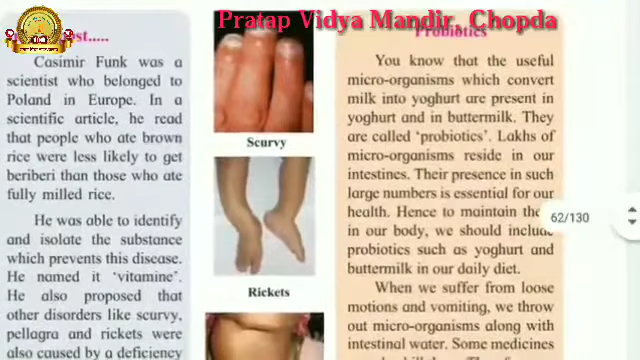 Pratap Vidya Mandir, Chopda
Casimir Funk was a
scientist who belonged to
Poland in Europe. In a
scientific article, he read
that people who ate brown
rice were less likely to get
beriberi than those who ate
fully milled rice.
He was able to identify
and isolate the substance
which prevents this disease.
He named it ‘vitamine’.
He also proposed that
other disorders like scurvy,
pellagra and rickets were
also caused by a deficiency
Scurvy
Rickets
Probiotics
You know that the useful
micro-organisms which convert
milk into yoghurt are present in
yoghurt and in buttermilk. They
are called ‘probiotics’. Lakhs of
micro-organisms reside in our
intestines. Their presence in such
large numbers is essential for our
health. Hence to maintain
in our body, we should include
probiotics such as yoghurt and
buttermilk in our daily diet.
When we suffer from loose
motions and vomiting, we throw
out micro-organisms along with
intestinal water. Some medicines
62/130